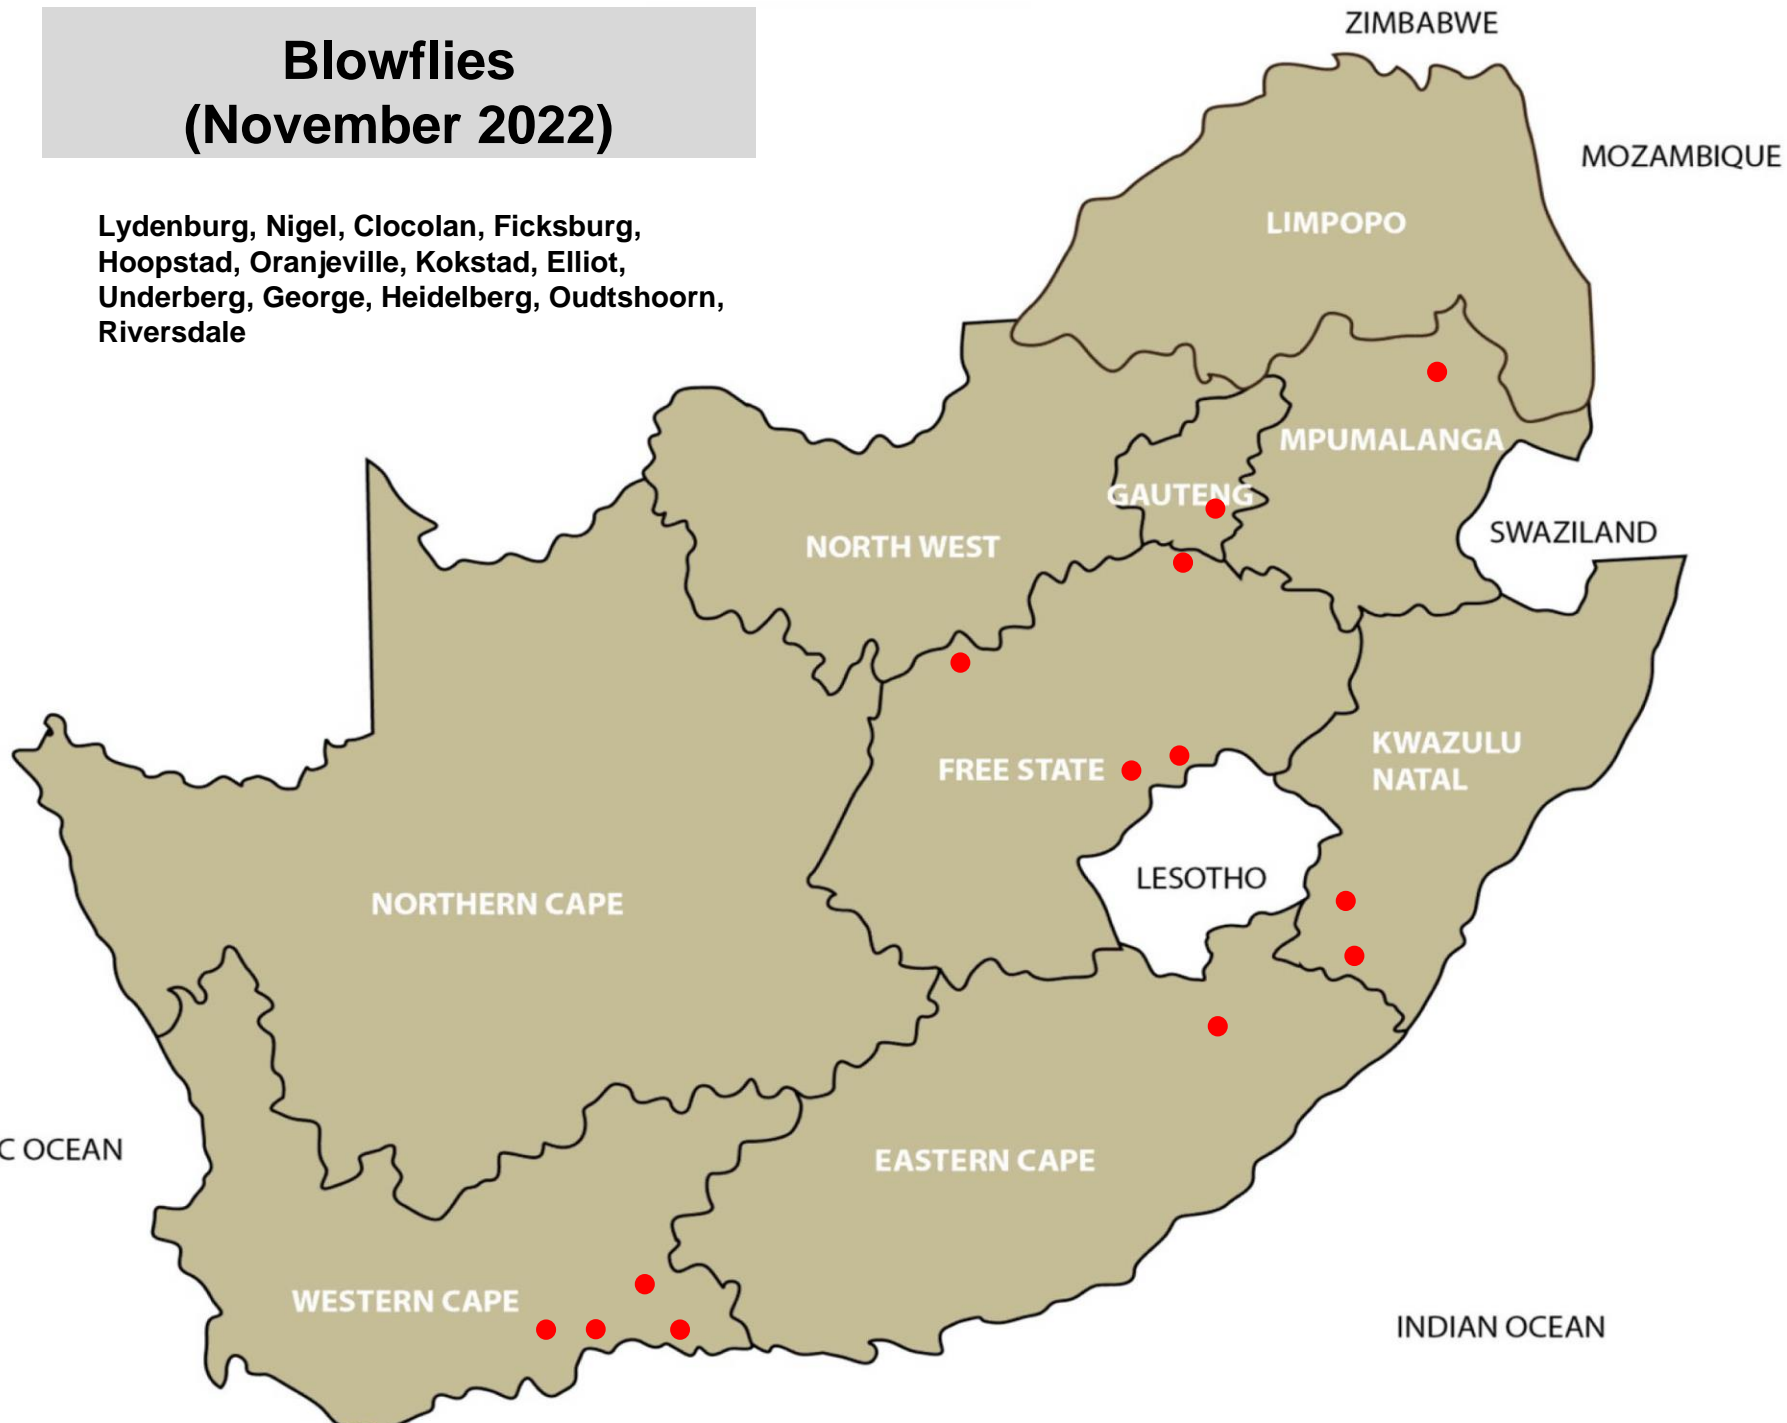 Blowflies
(November 2022)
Lydenburg, Nigel, Clocolan, Ficksburg,
Hoopstad, Oranjeville, Kokstad, Elliot,
Underberg, George, Heidelberg, Oudtshoorn,
Riversdale
ZIMBABWE
MOZAMBIQUE
LIMPOPO
MPUMALANGA
GAUTENG
NORTH WEST
SWAZILAND
FREE STATE
KWAZULU
NATAL
LESOTHO
NORTHERN CAPE
C OCEAN
EASTERN CAPE
WESTERN CAPE
INDIAN OCEAN